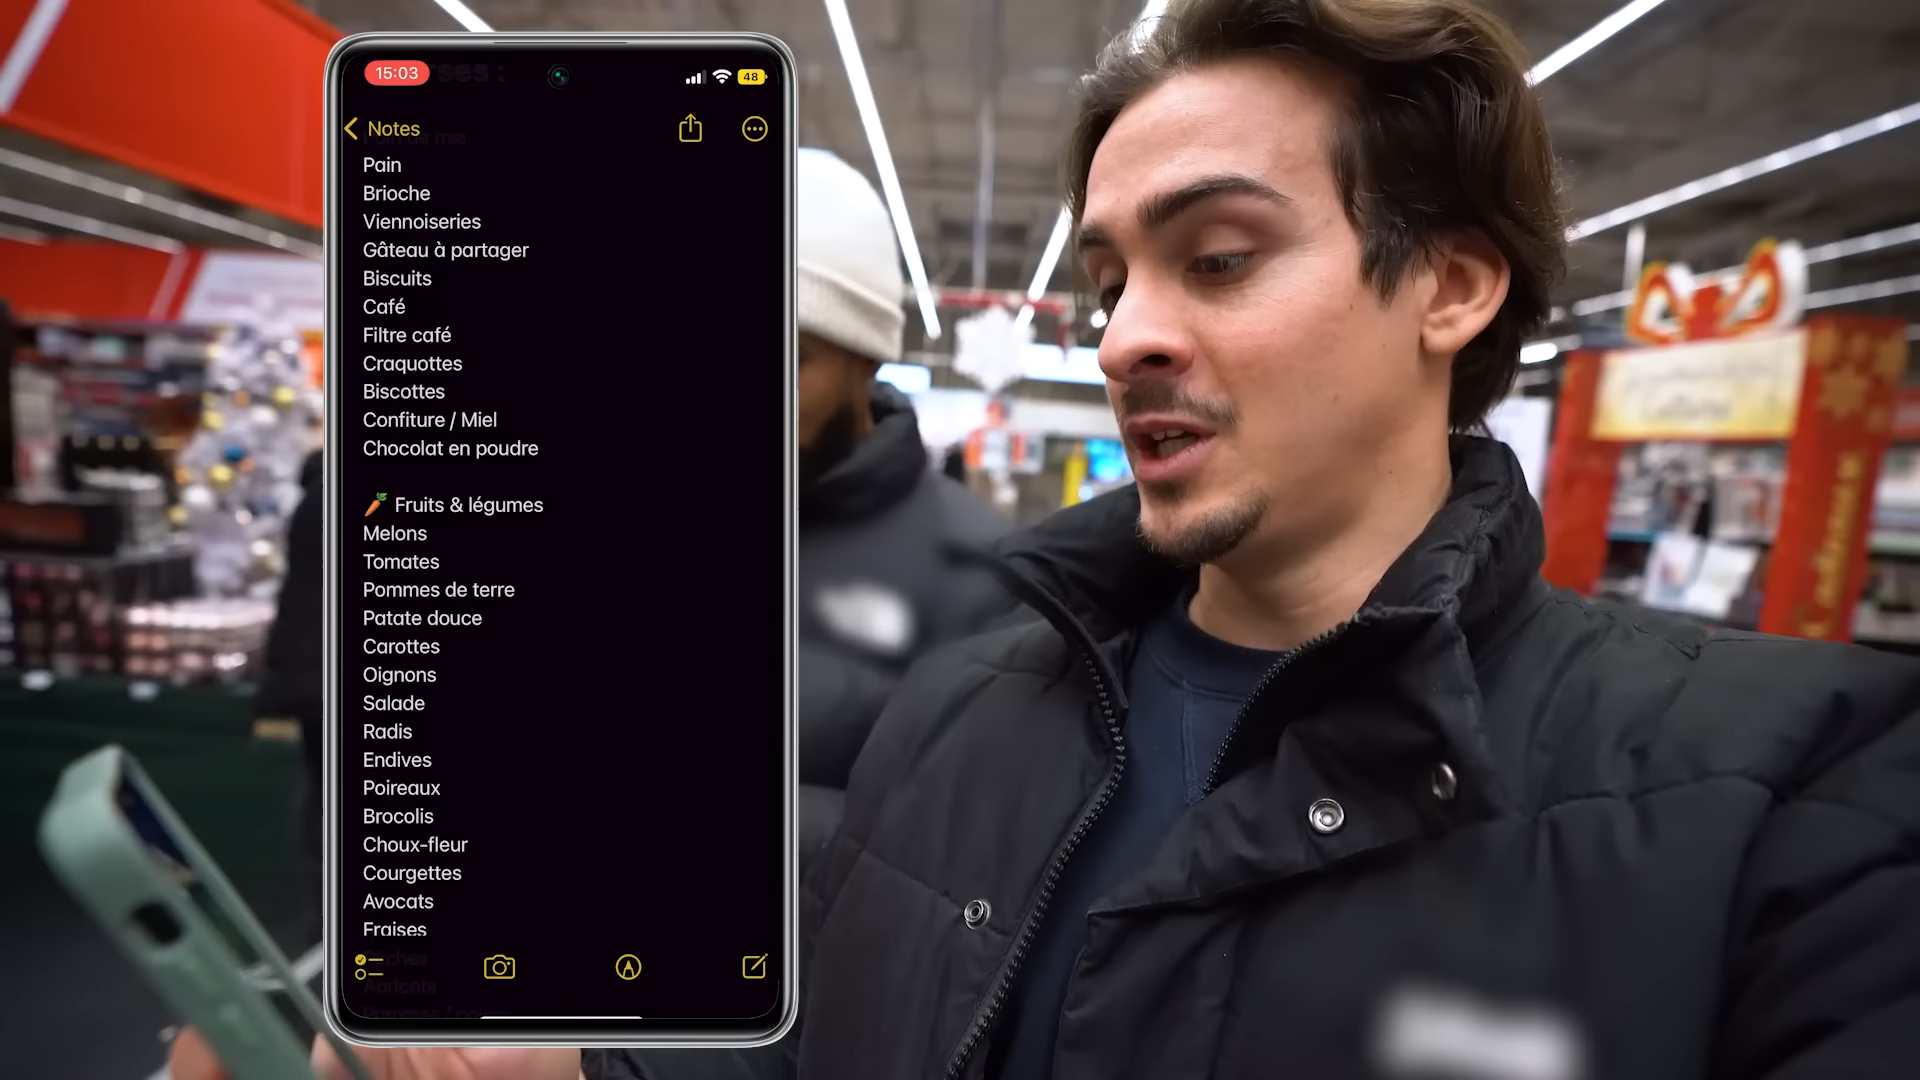 15:03
48
Notes
Pain
Brioche
Viennoiseries
Gâteau à partager
Biscuits
Café
Filtre café
Craquottes
Biscottes
Confiture / Miel
Chocolat en poudre
🥕 Fruits & légumes
Melons
Tomates
Pommes de terre
Patate douce
Carottes
Oignons
Salade
Radis
Endives
Poireaux
Brocolis
Choux-fleur
Courgettes
Avocats
Fraises
Abricots